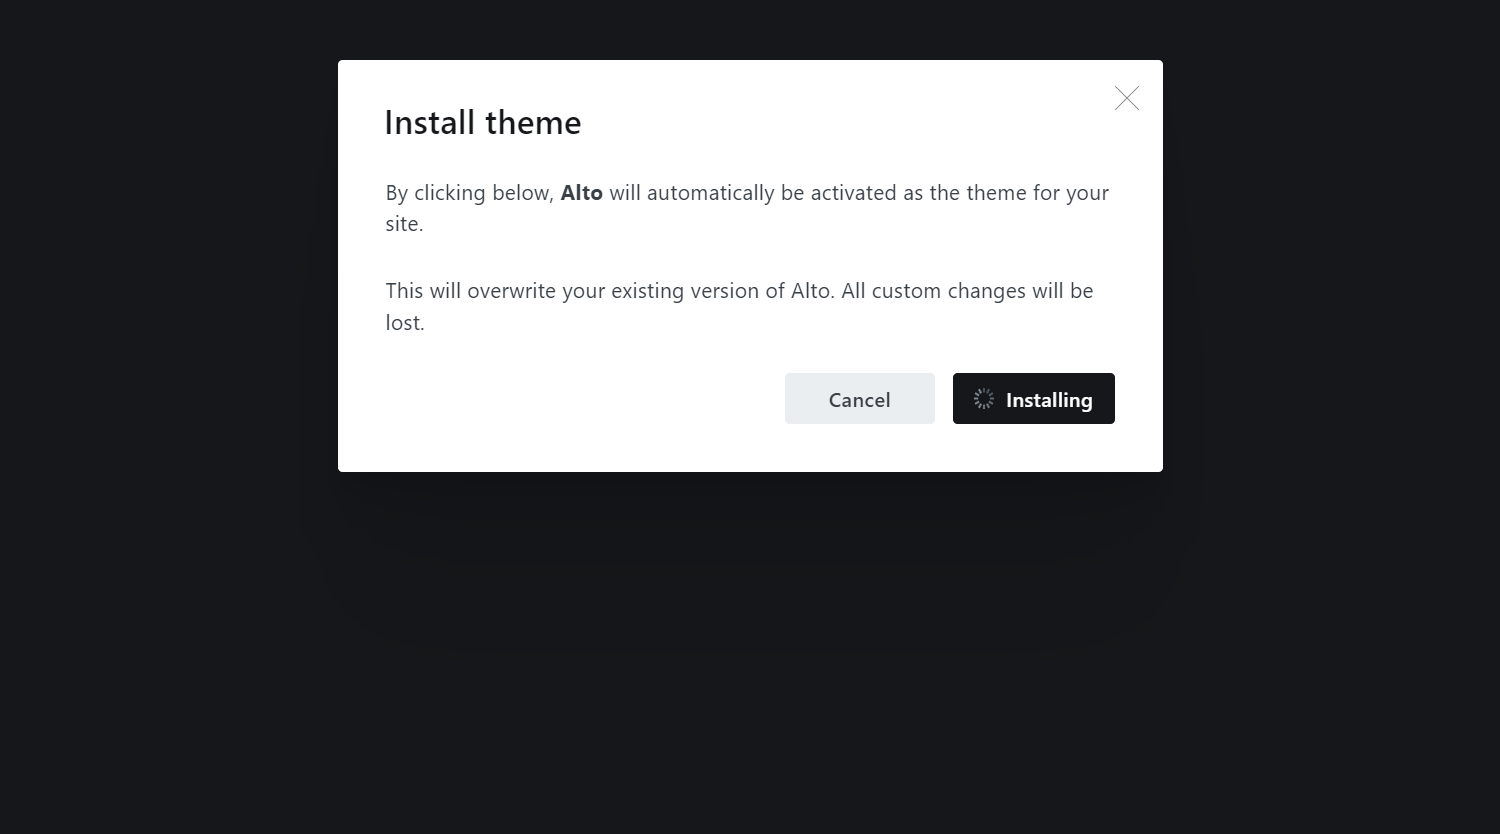 Install theme
By clicking below, Alto will automatically be activated as the theme for your
site.
This will overwrite your existing version of Alto. All custom changes will be
lost.
Cancel
Installing